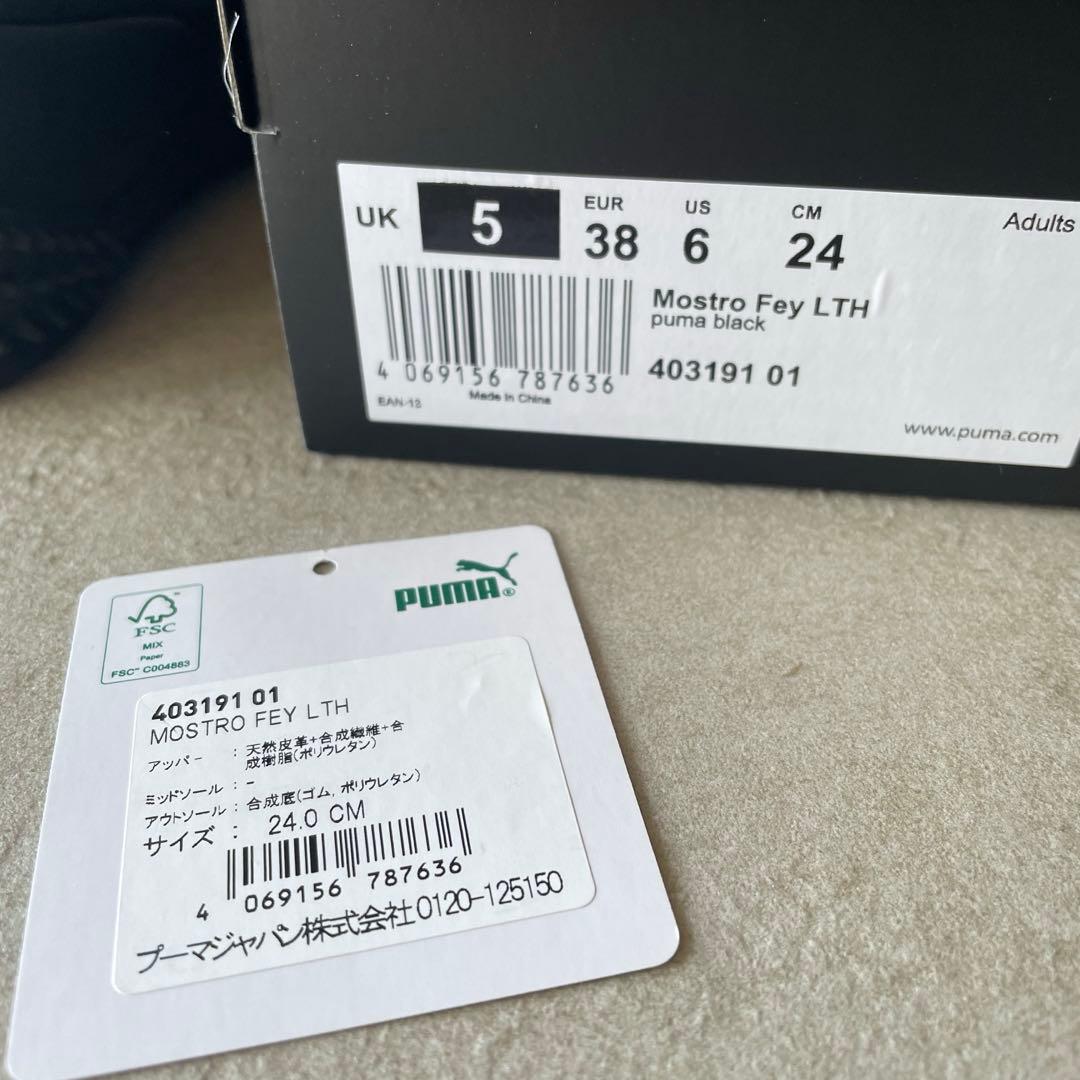 UK 5 EUR 38 US 6 CM 24 Adults
Mostro Fey LTH
puma black
403191 01
4 069156 787636
EAN-13 Made in China
www.puma.com
PUMA®
FSC
MIX
Paper
FSC™ C004883
403191 01
MOSTRO FEY LTH
アッパー : 天然皮革+合成繊維+合
成樹脂(ポリウレタン)
ミッドソール : -
アウトソール : 合成底(ゴム, ポリウレタン)
サイズ : 24.0 CM
4 069156 787636
プーマジャパン株式会社0120-125150